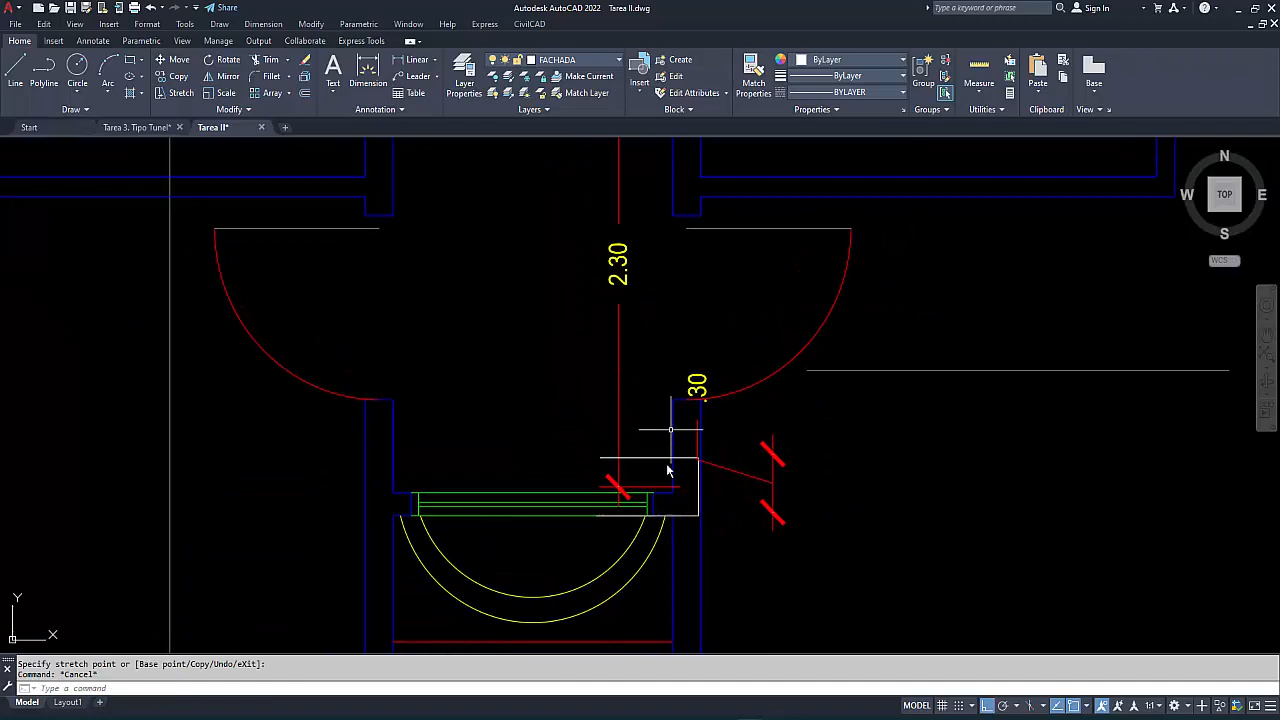 Share
Autodesk AutoCAD 2022 Tarea II.dwg
Type a keyword or phrase
Sign In
File Edit View Insert Format Tools Draw Dimension Modify Parametric Window Help Express CivilCAD
Home Insert Annotate Parametric View Manage Output Collaborate Express Tools
Line Polyline Circle Arc
Move Rotate Trim
Copy Mirror Fillet
Stretch Scale Array
Text Dimension
Linear
Leader
Table
Layer Properties
FACHADA
Make Current
Match Layer
Insert
Create
Edit
Edit Attributes
Match Properties
ByLayer
ByLayer
BYLAYER
Group
Measure
Paste
Base
Draw Modify Annotation Layers Block Properties Groups Utilities Clipboard View
Start Tarea 3. Tipo Tunel* Tarea II*
N
W TOP E
S
WCS
2.30
.30
Y
X
Specify stretch point or [Base point/Copy/Undo/eXit]:
Command: *Cancel*
Type a command
Model Layout1
MODEL 1:1